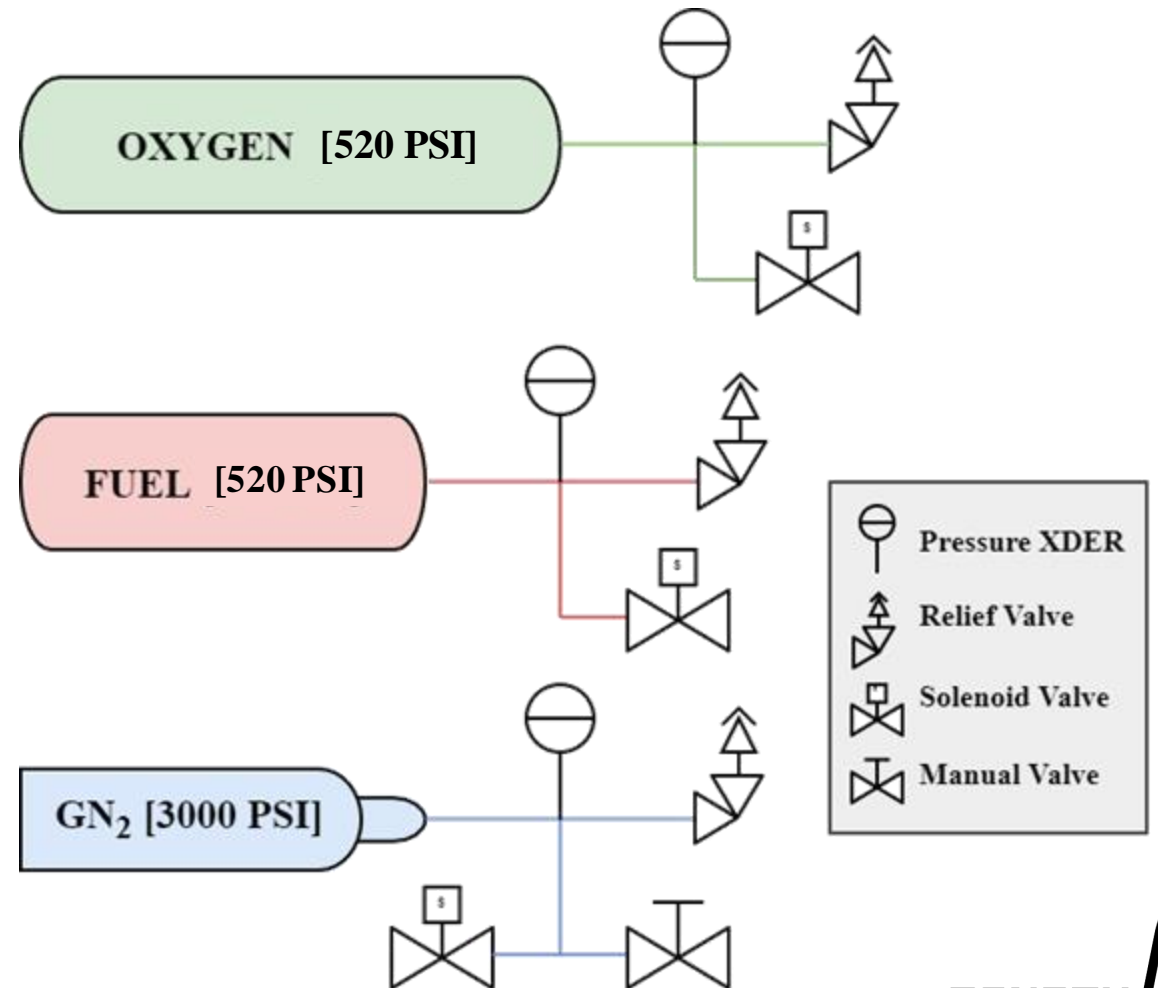 OXYGEN [520 PSI]
S
FUEL [520 PSI]
S
Pressure XDER
Relief Valve
Solenoid Valve
Manual Valve
GN₂ [3000 PSI]
S